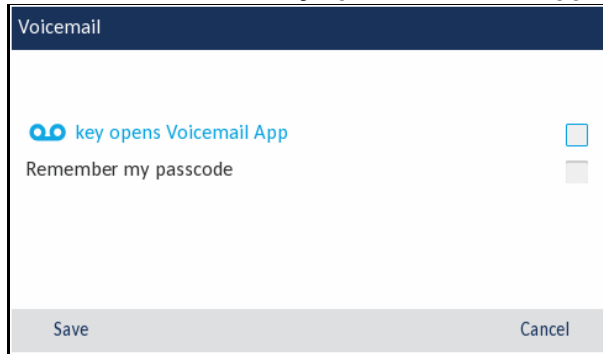 Voicemail
key opens Voicemail App
Remember my passcode
Save Cancel